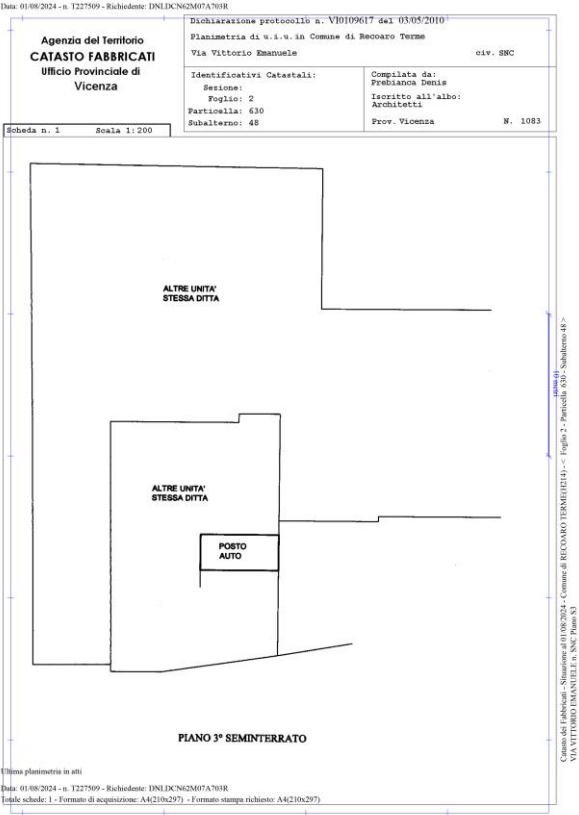 Data: 01/08/2024 - n. T227509 - Richiedente: DNLDCN62M07A703R
Agenzia del Territorio
CATASTO FABBRICATI
Ufficio Provinciale di
Vicenza
Dichiarazione protocollo n. VI0109617 del 03/05/2010
Planimetria di u.i.u.in Comune di Recoaro Terme
Via Vittorio Emanuele civ. SNC
Identificativi Catastali:
Sezione:
Foglio: 2
Particella: 630
Subalterno: 48
Compilata da:
Prebianca Denis
Iscritto all'albo:
Architetti
Prov. Vicenza N. 1083
Scheda n. 1 Scala 1:200
ALTRE UNITA'
STESSA DITTA
ALTRE UNITA'
STESSA DITTA
POSTO
AUTO
PIANO 3° SEMINTERRATO
Ultima planimetria in atti
Data: 01/08/2024 - n. T227509 - Richiedente: DNLDCN62M07A703R
Totale schede: 1 - Formato di acquisizione: A4(210x297) - Formato stampa richiesto: A4(210x297)
Catasto dei Fabbricati - Situazione al 01/08/2024 - Comune di RECOARO TERME(H214) - < Foglio 2 - Particella 630 - Subalterno 48 >
VIA VITTORIO EMANUELE n. SNC Piano S3